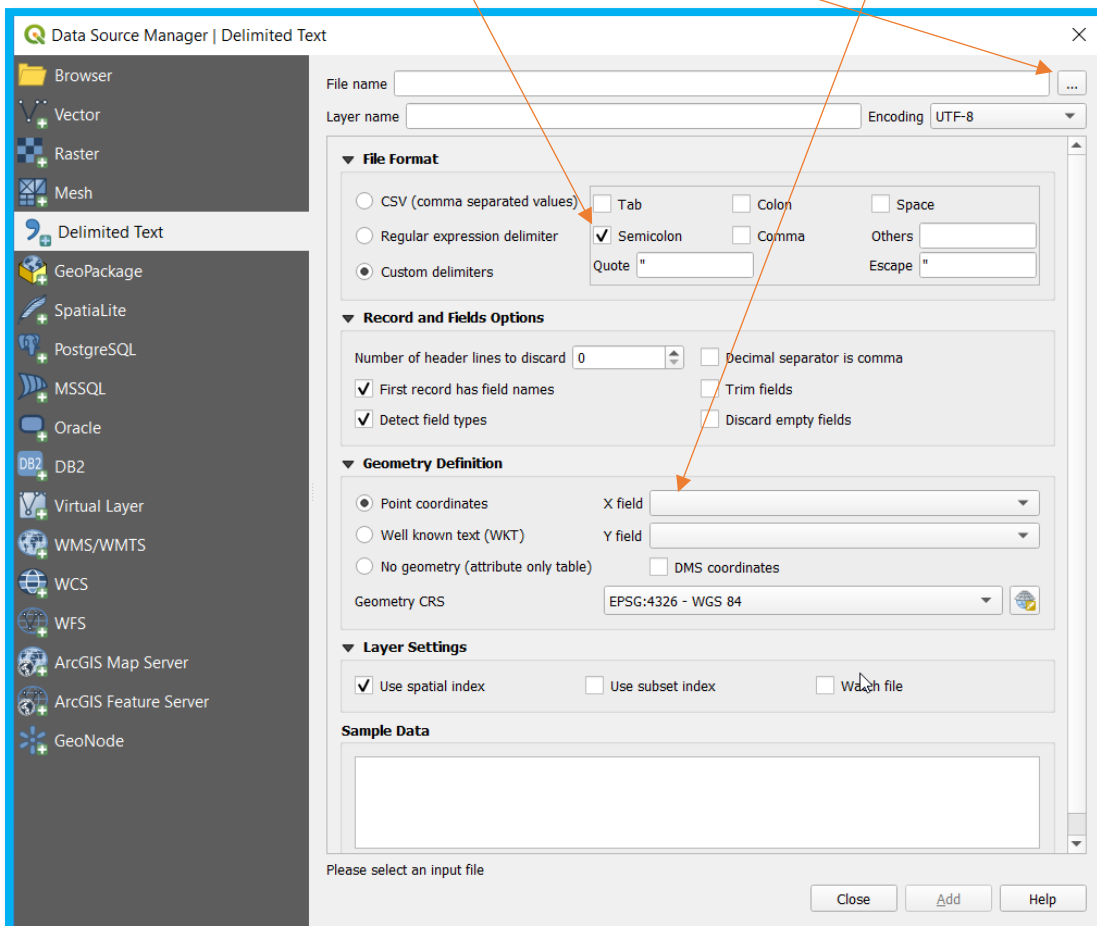 Data Source Manager | Delimited Text
Browser
Vector
Raster
Mesh
Delimited Text
GeoPackage
SpatiaLite
PostgreSQL
MSSQL
Oracle
DB2 DB2
Virtual Layer
WMS/WMTS
WCS
WFS
ArcGIS Map Server
ArcGIS Feature Server
GeoNode
File name ...
Layer name Encoding UTF-8
File Format
CSV (comma separated values) Tab Colon Space
Regular expression delimiter Semicolon Comma Others
Custom delimiters Quote " Escape "
Record and Fields Options
Number of header lines to discard 0 Decimal separator is comma
First record has field names Trim fields
Detect field types Discard empty fields
Geometry Definition
Point coordinates X field
Well known text (WKT) Y field
No geometry (attribute only table) DMS coordinates
Geometry CRS EPSG:4326 - WGS 84
Layer Settings
Use spatial index Use subset index Watch file
Sample Data
Please select an input file
Close Add Help